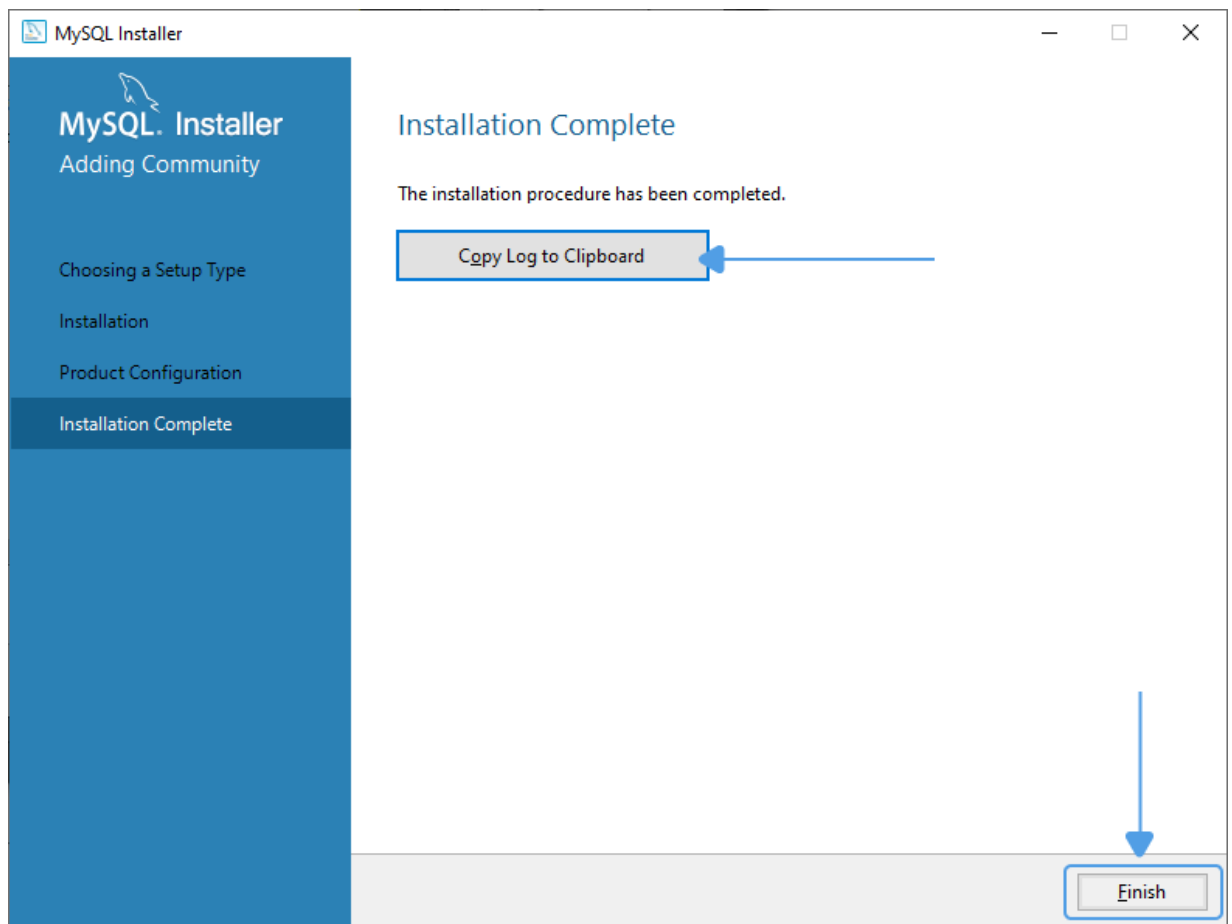 MySQL Installer
MySQL. Installer
Adding Community
Choosing a Setup Type
Installation
Product Configuration
Installation Complete
Installation Complete
The installation procedure has been completed.
Copy Log to Clipboard
Finish